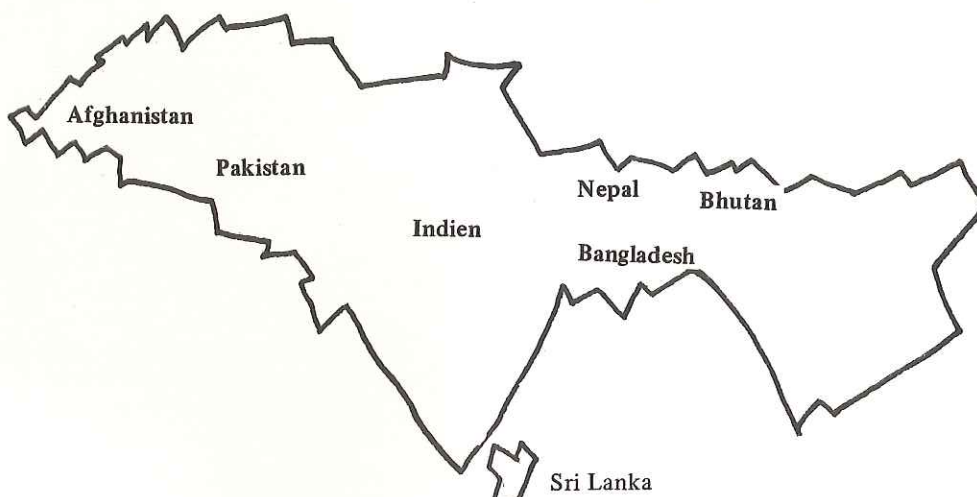 Afghanistan
Pakistan
Nepal
Bhutan
Indien
Bangladesh
Sri Lanka